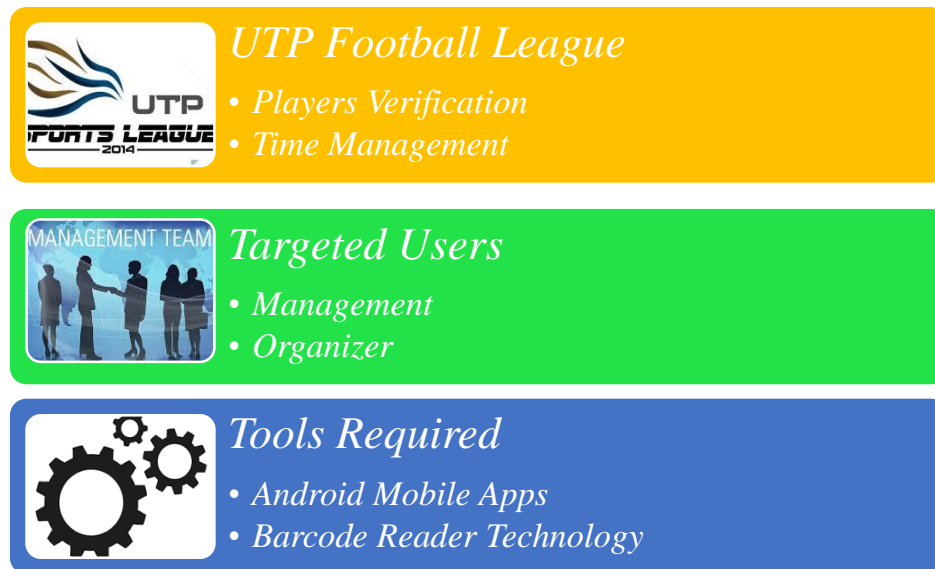 UTP Football League
• Players Verification
• Time Management
UTP
SPORTS LEAGUE
2014
Targeted Users
• Management
• Organizer
MANAGEMENT TEAM
Tools Required
• Android Mobile Apps
• Barcode Reader Technology